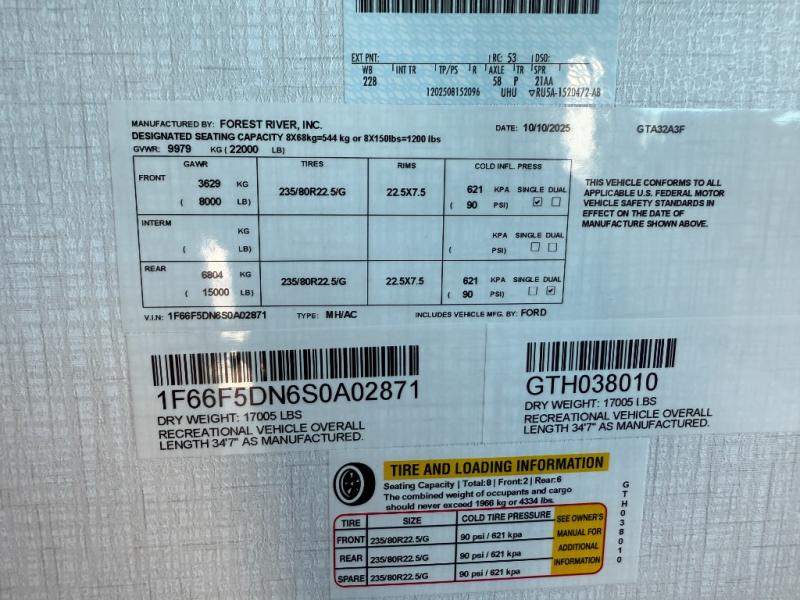 EXT PNT: RC: 53 DSO:
WB INT TR TP/PS R AXLE TR SPR
228 58 P 21AA
1202508152096 UHU ▽RU5A-1520472-AB
MANUFACTURED BY: FOREST RIVER, INC. DATE: 10/10/2025 GTA32A3F
DESIGNATED SEATING CAPACITY 8X68kg=544 kg or 8X150lbs=1200 lbs
GVWR: 9979 KG ( 22000 LB)
GAWR TIRES RIMS COLD INFL. PRESS
FRONT 3629 KG 235/80R22.5/G 22.5X7.5 621 KPA SINGLE DUAL
( 8000 LB) ( 90 PSI) ☑ ☐
INTERM KG KPA SINGLE DUAL
( LB) ( PSI) ☐ ☐
REAR 6804 KG 235/80R22.5/G 22.5X7.5 621 KPA SINGLE DUAL
( 15000 LB) ( 90 PSI) ☐ ☑
THIS VEHICLE CONFORMS TO ALL
APPLICABLE U.S. FEDERAL MOTOR
VEHICLE SAFETY STANDARDS IN
EFFECT ON THE DATE OF
MANUFACTURE SHOWN ABOVE.
V.I.N: 1F66F5DN6S0A02871 TYPE: MH/AC INCLUDES VEHICLE MFG. BY: FORD
1F66F5DN6S0A02871
DRY WEIGHT: 17005 LBS
RECREATIONAL VEHICLE OVERALL
LENGTH 34'7" AS MANUFACTURED.
GTH038010
DRY WEIGHT: 17005 LBS
RECREATIONAL VEHICLE OVERALL
LENGTH 34'7" AS MANUFACTURED.
TIRE AND LOADING INFORMATION
Seating Capacity | Total:8 | Front:2 | Rear:6
The combined weight of occupants and cargo
should never exceed 1966 kg or 4334 lbs.
TIRE SIZE COLD TIRE PRESSURE
FRONT 235/80R22.5/G 90 psi / 621 kpa
REAR 235/80R22.5/G 90 psi / 621 kpa
SPARE 235/80R22.5/G 90 psi / 621 kpa
SEE OWNER'S
MANUAL FOR
ADDITIONAL
INFORMATION
GTH038010